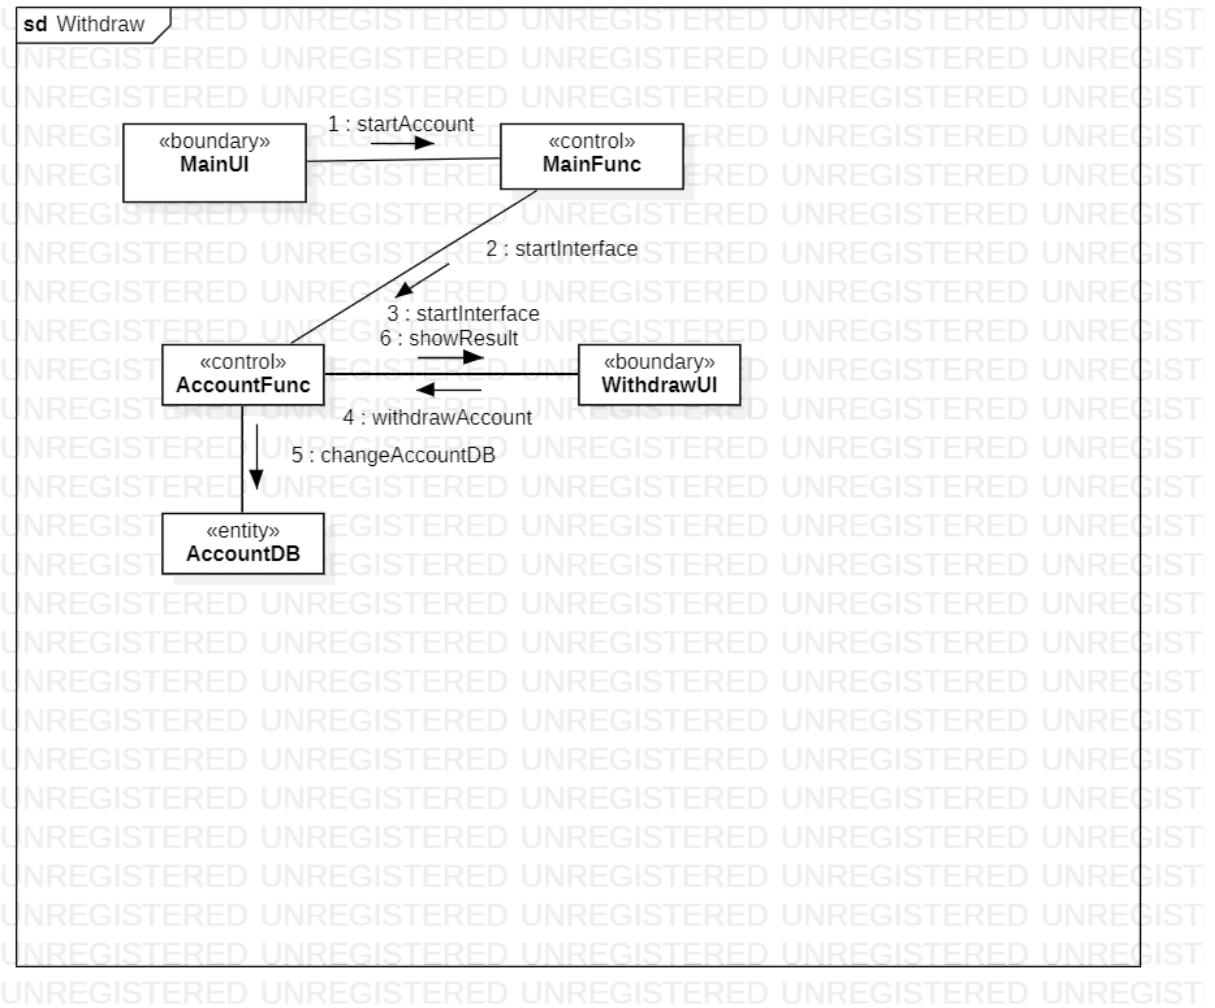 sd Withdraw
1 : startAccount
«boundary»
MainUI
«control»
MainFunc
2 : startInterface
3 : startInterface
6 : showResult
«control»
AccountFunc
«boundary»
WithdrawUI
4 : withdrawAccount
5 : changeAccountDB
«entity»
AccountDB
UNREGISTERED UNREGISTERED UNREGISTERED UNREGISTERED